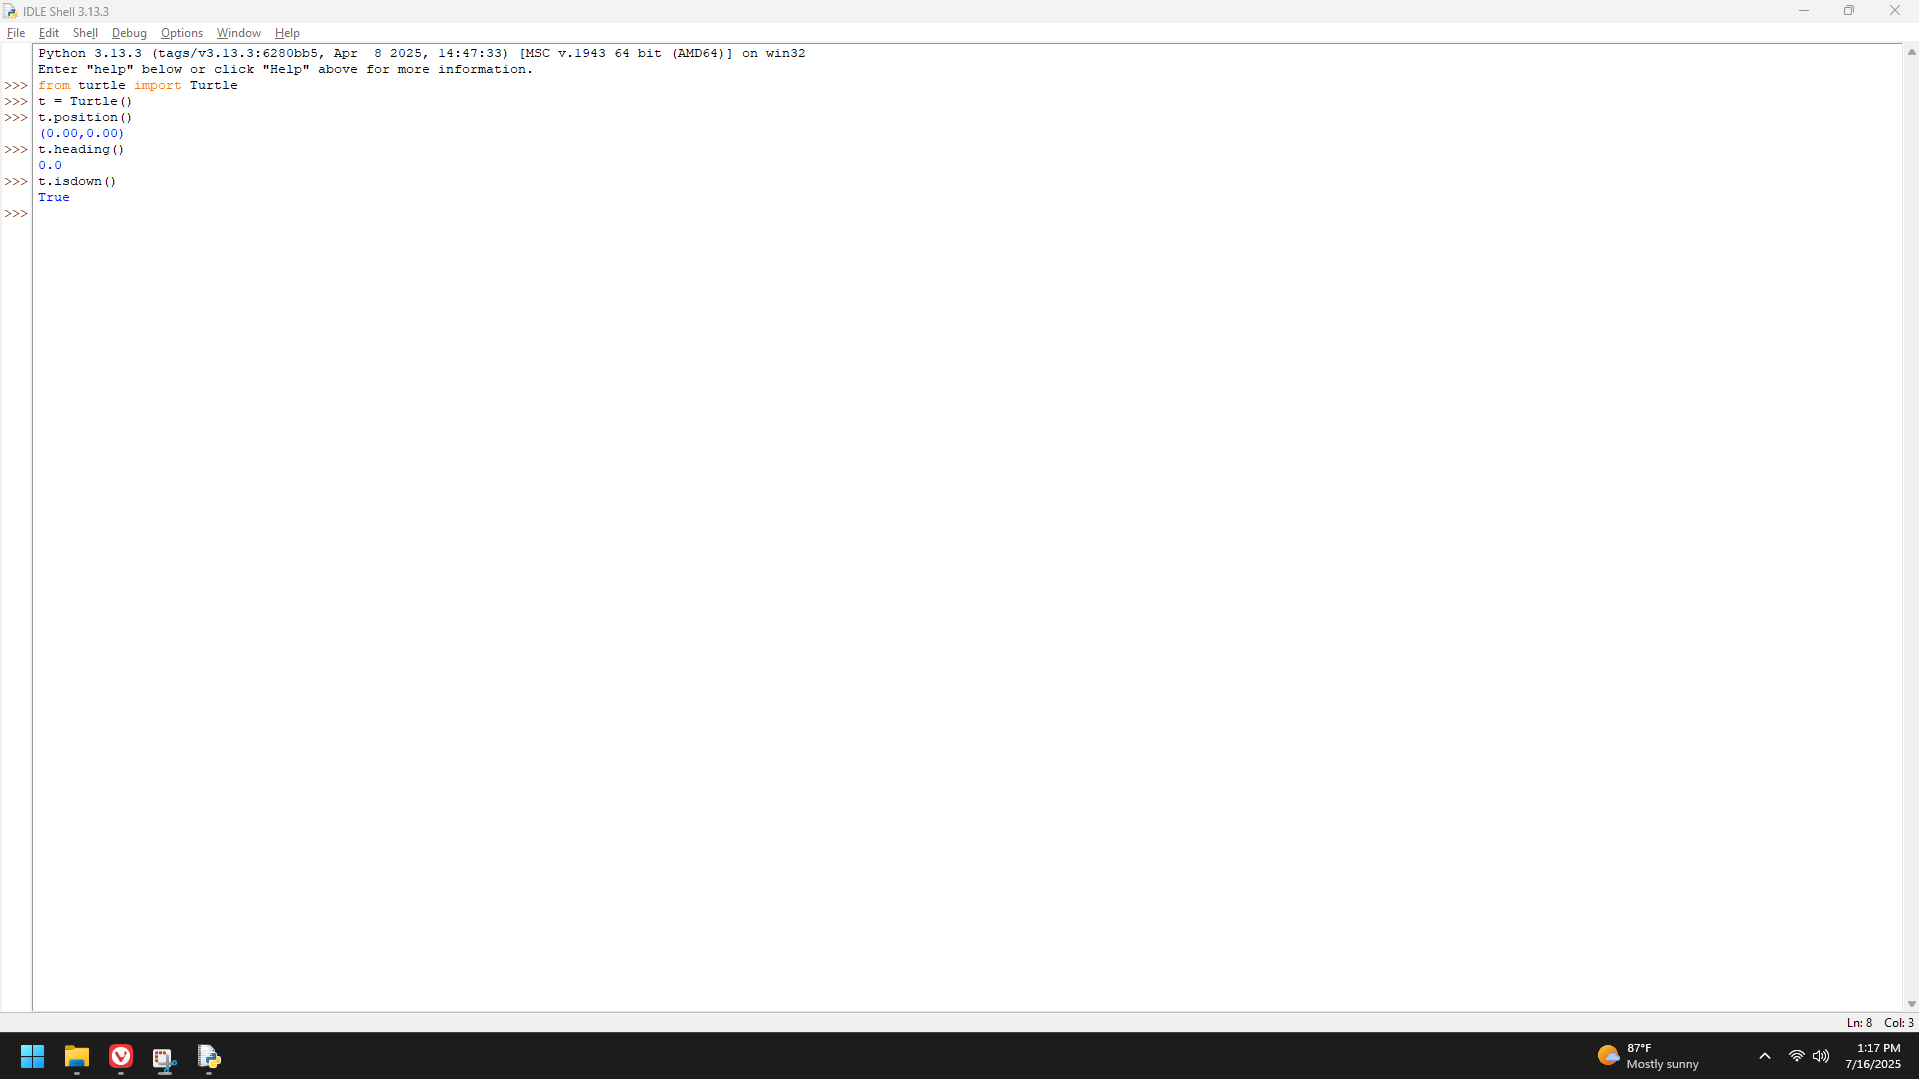 IDLE Shell 3.13.3
File Edit Shell Debug Options Window Help
Python 3.13.3 (tags/v3.13.3:6280bb5, Apr  8 2025, 14:47:33) [MSC v.1943 64 bit (AMD64)] on win32
Enter "help" below or click "Help" above for more information.
>>> from turtle import Turtle
>>> t = Turtle()
>>> t.position()
(0.00,0.00)
>>> t.heading()
0.0
>>> t.isdown()
True
>>>
Ln: 8 Col: 3
87°F
Mostly sunny
1:17 PM
7/16/2025